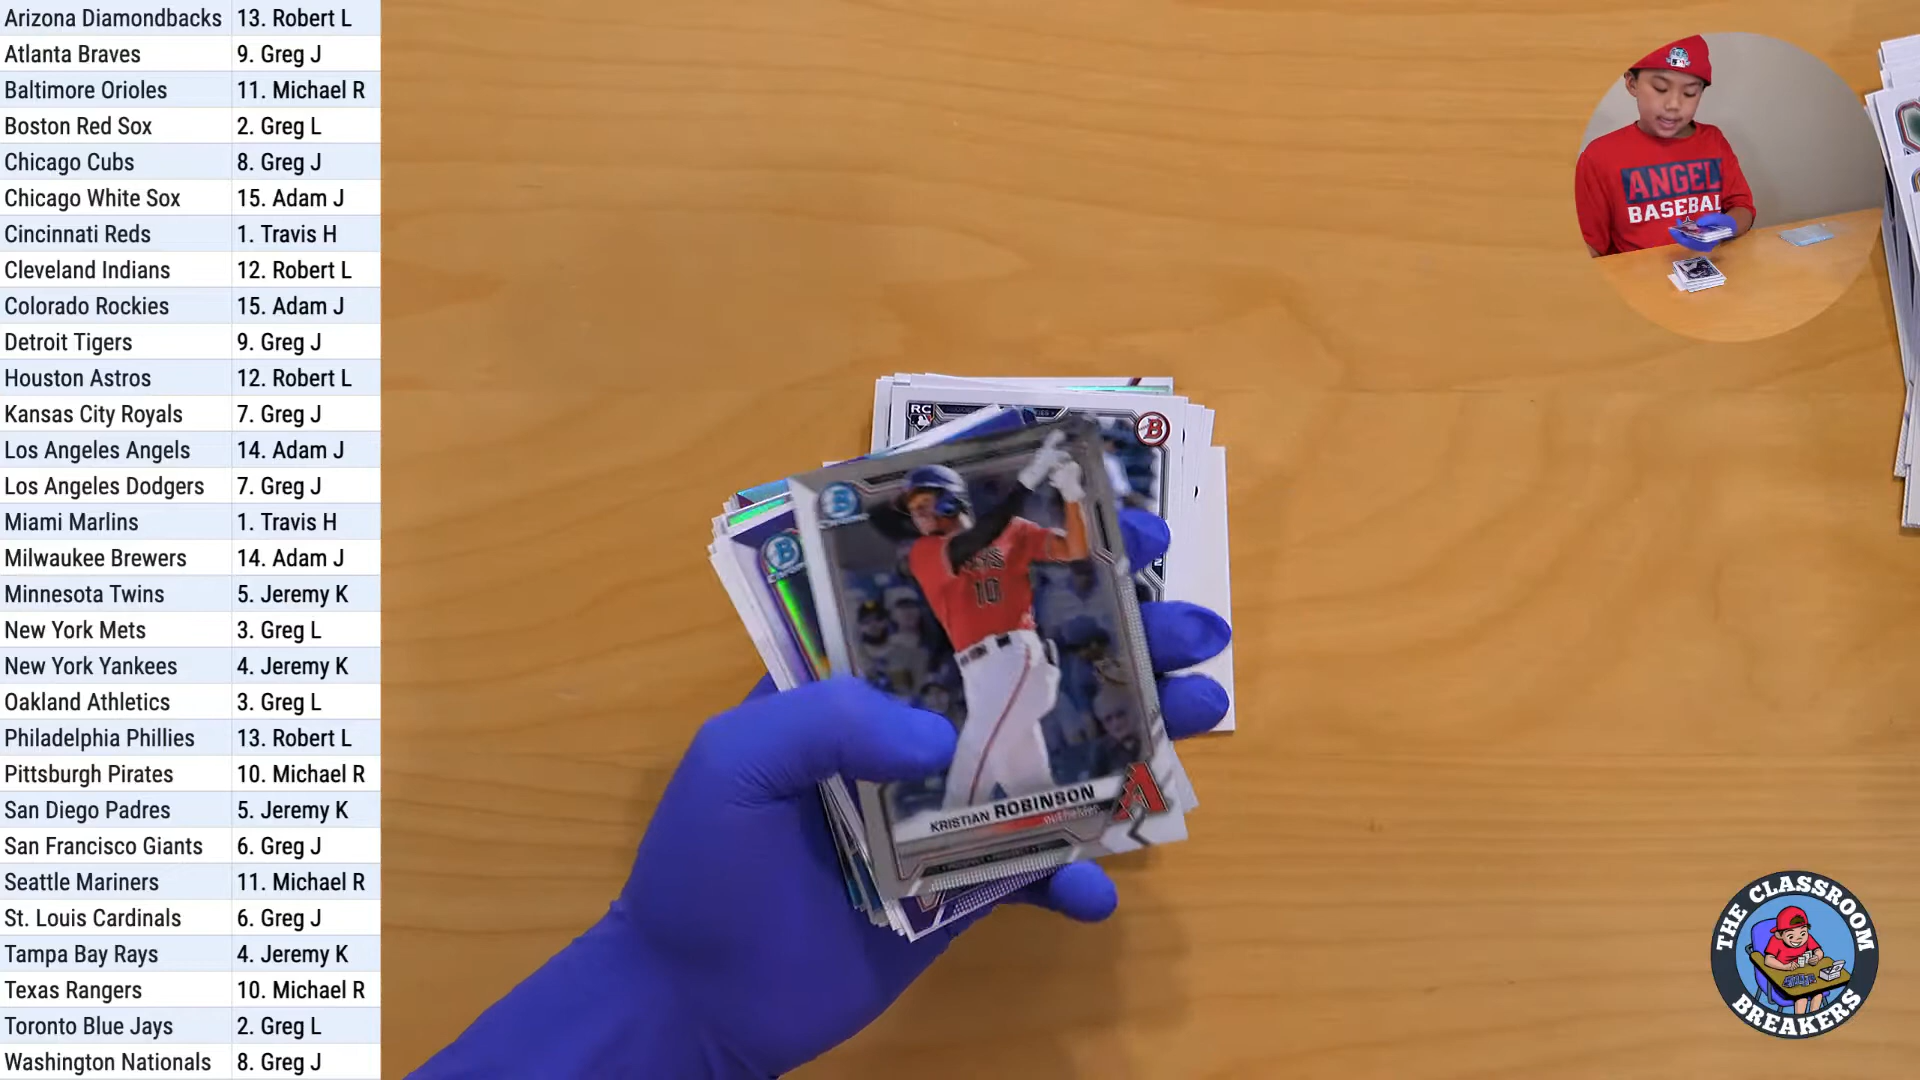 Arizona Diamondbacks 13. Robert L
Atlanta Braves 9. Greg J
Baltimore Orioles 11. Michael R
Boston Red Sox 2. Greg L
Chicago Cubs 8. Greg J
Chicago White Sox 15. Adam J
Cincinnati Reds 1. Travis H
Cleveland Indians 12. Robert L
Colorado Rockies 15. Adam J
Detroit Tigers 9. Greg J
Houston Astros 12. Robert L
Kansas City Royals 7. Greg J
Los Angeles Angels 14. Adam J
Los Angeles Dodgers 7. Greg J
Miami Marlins 1. Travis H
Milwaukee Brewers 14. Adam J
Minnesota Twins 5. Jeremy K
New York Mets 3. Greg L
New York Yankees 4. Jeremy K
Oakland Athletics 3. Greg L
Philadelphia Phillies 13. Robert L
Pittsburgh Pirates 10. Michael R
San Diego Padres 5. Jeremy K
San Francisco Giants 6. Greg J
Seattle Mariners 11. Michael R
St. Louis Cardinals 6. Greg J
Tampa Bay Rays 4. Jeremy K
Texas Rangers 10. Michael R
Toronto Blue Jays 2. Greg L
Washington Nationals 8. Greg J
ANGEL
BASEBAL
RC
B
B
B
10
KRISTIAN ROBINSON
A
THE CLASSROOM
BREAKERS